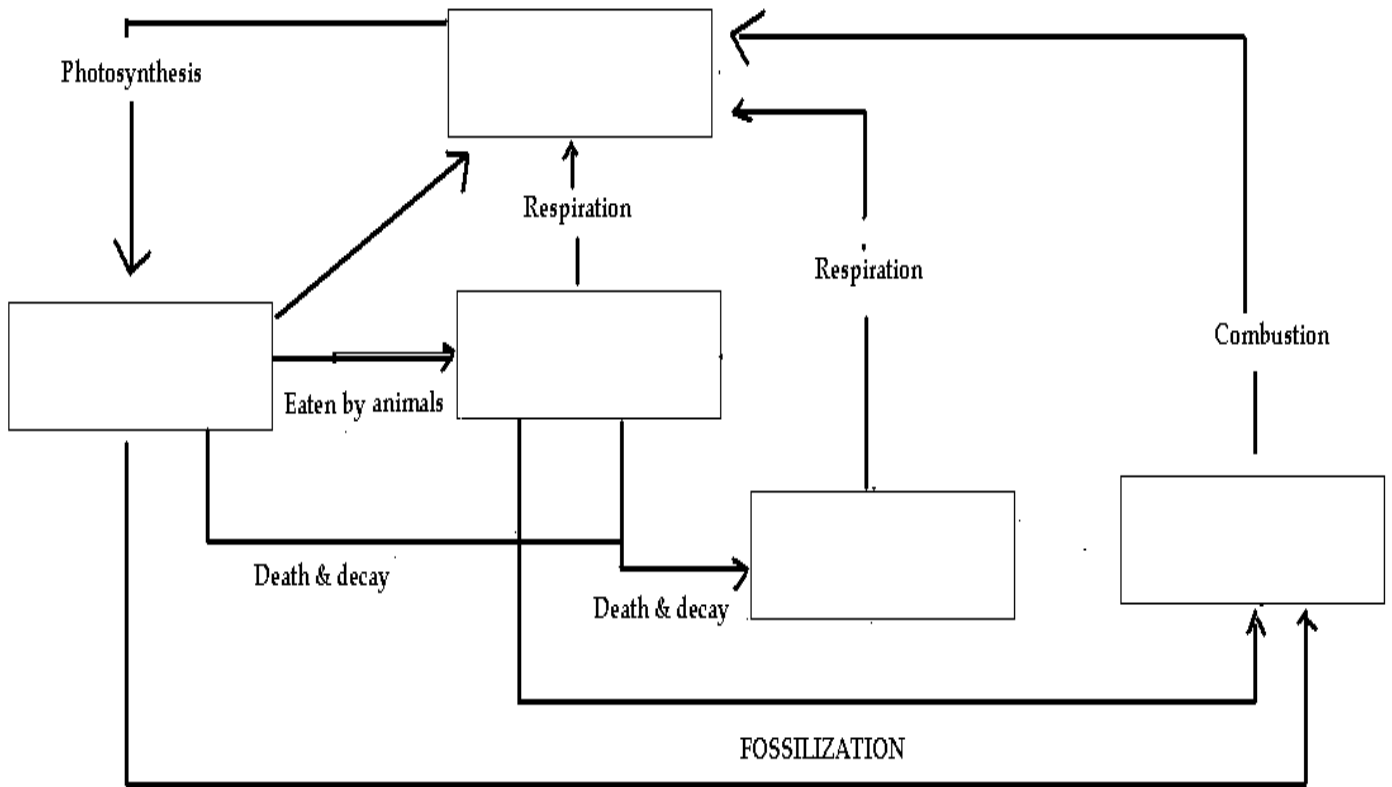 Photosynthesis
Respiration
Respiration
Combustion
Eaten by animals
Death & decay
Death & decay
FOSSILIZATION